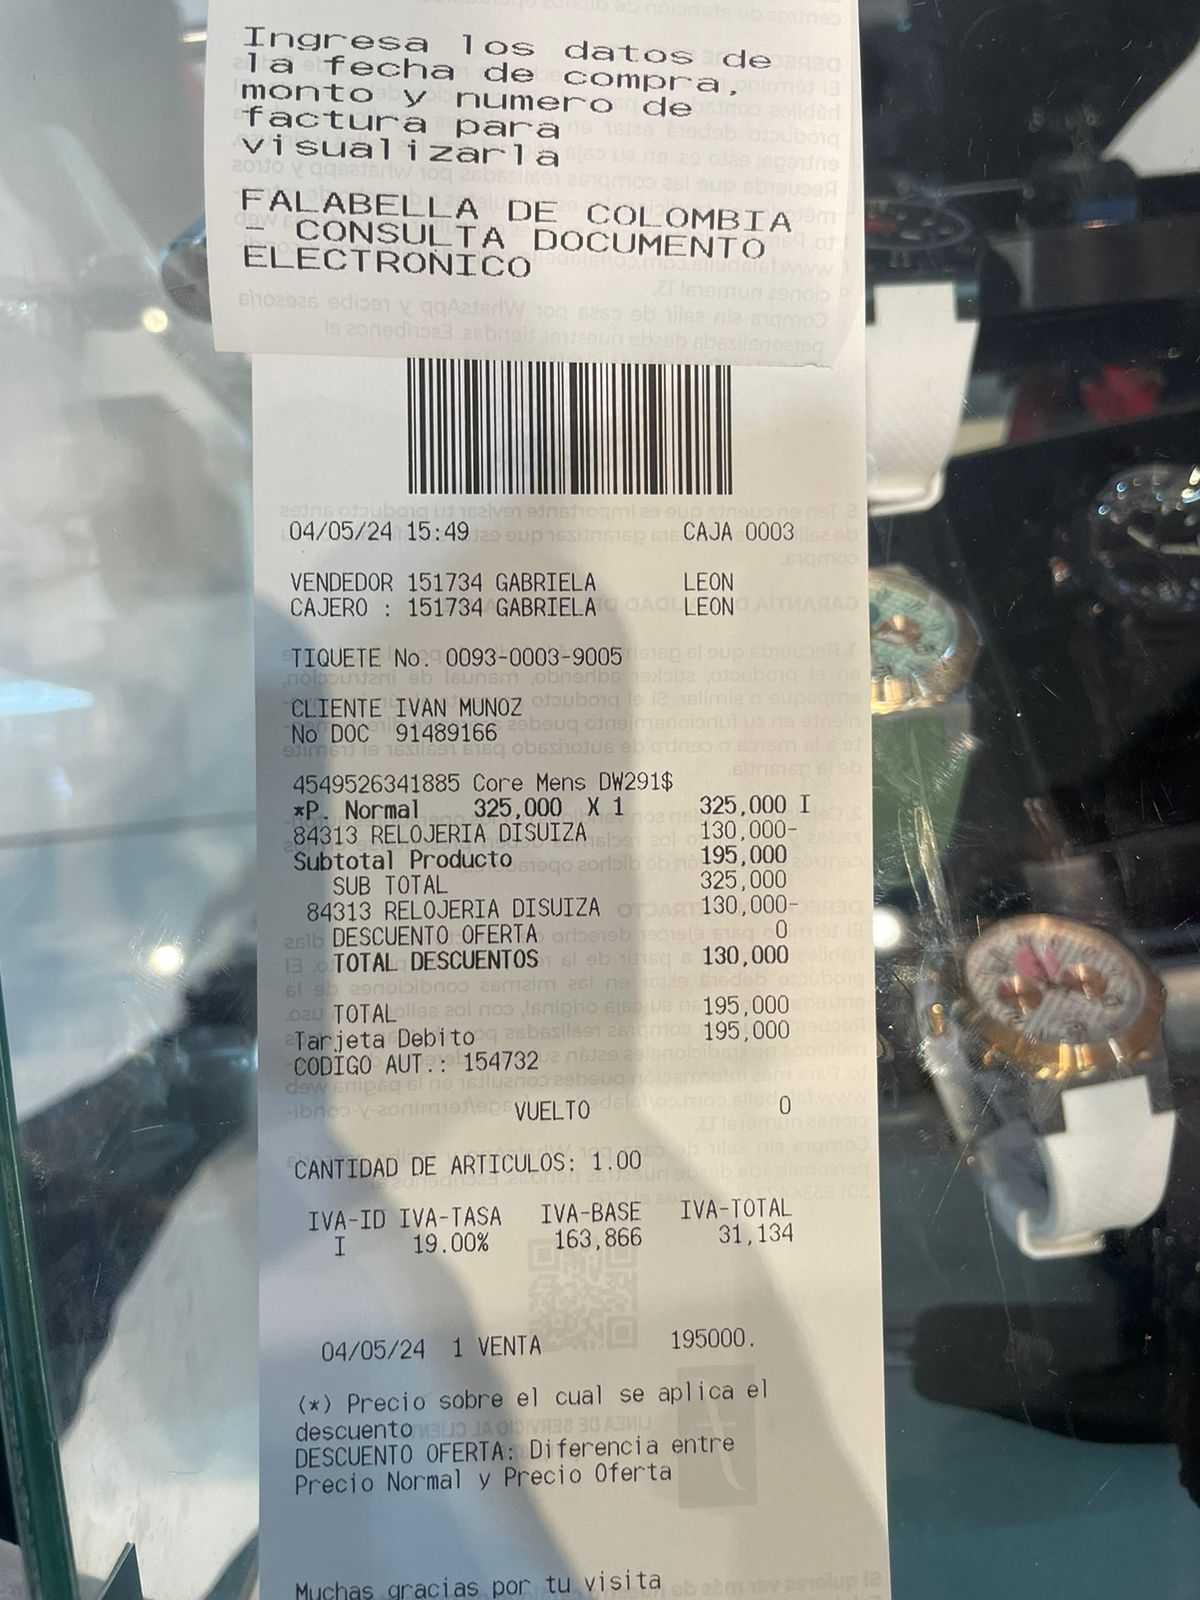 Ingresa los datos de
la fecha de compra,
monto y numero de
factura para
visualizarla
FALABELLA DE COLOMBIA
- CONSULTA DOCUMENTO
ELECTRONICO
04/05/24 15:49 CAJA 0003
VENDEDOR 151734 GABRIELA LEON
CAJERO : 151734 GABRIELA LEON
TIQUETE No. 0093-0003-9005
CLIENTE IVAN MUNOZ
No DOC 91489166
4549526341885 Core Mens DW291$
*P. Normal 325,000 X 1 325,000 I
84313 RELOJERIA DISUIZA 130,000-
Subtotal Producto 195,000
SUB TOTAL 325,000
84313 RELOJERIA DISUIZA 130,000-
DESCUENTO OFERTA 0
TOTAL DESCUENTOS 130,000
TOTAL 195,000
Tarjeta Debito 195,000
CODIGO AUT.: 154732
VUELTO 0
CANTIDAD DE ARTICULOS: 1.00
IVA-ID IVA-TASA IVA-BASE IVA-TOTAL
I 19.00% 163,866 31,134
04/05/24 1 VENTA 195000.
(*) Precio sobre el cual se aplica el
descuento
DESCUENTO OFERTA: Diferencia entre
Precio Normal y Precio Oferta
Muchas gracias por tu visita